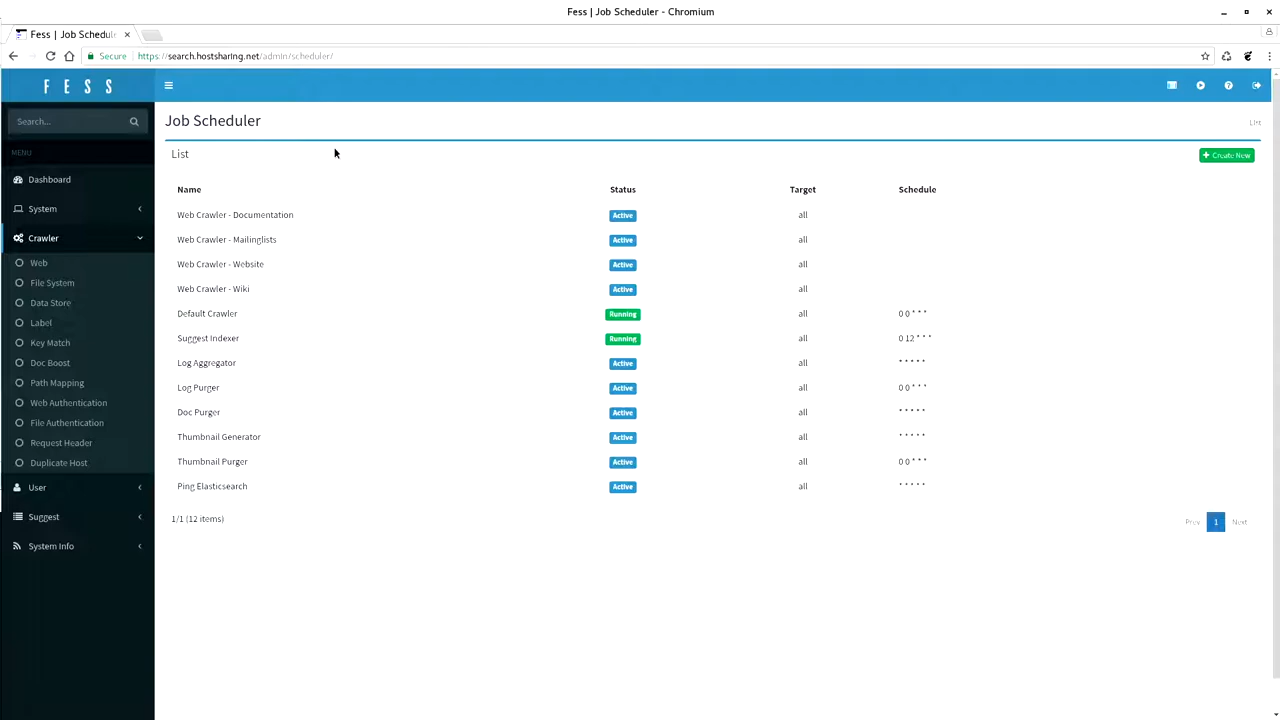 Fess | Job Scheduler - Chromium
Fess | Job Schedul
Secure https://search.hostsharing.net/admin/scheduler/
FESS
Search...
MENU
Dashboard
System
Crawler
Web
File System
Data Store
Label
Key Match
Doc Boost
Path Mapping
Web Authentication
File Authentication
Request Header
Duplicate Host
User
Suggest
System Info
Job Scheduler
List
List
Create New
Name Status Target Schedule
Web Crawler - Documentation Active all
Web Crawler - Mailinglists Active all
Web Crawler - Website Active all
Web Crawler - Wiki Active all
Default Crawler Running all 0 0 * * *
Suggest Indexer Running all 0 12 * * *
Log Aggregator Active all * * * * *
Log Purger Active all 0 0 * * *
Doc Purger Active all * * * * *
Thumbnail Generator Active all * * * * *
Thumbnail Purger Active all 0 0 * * *
Ping Elasticsearch Active all * * * * *
1/1 (12 items)
Prev 1 Next